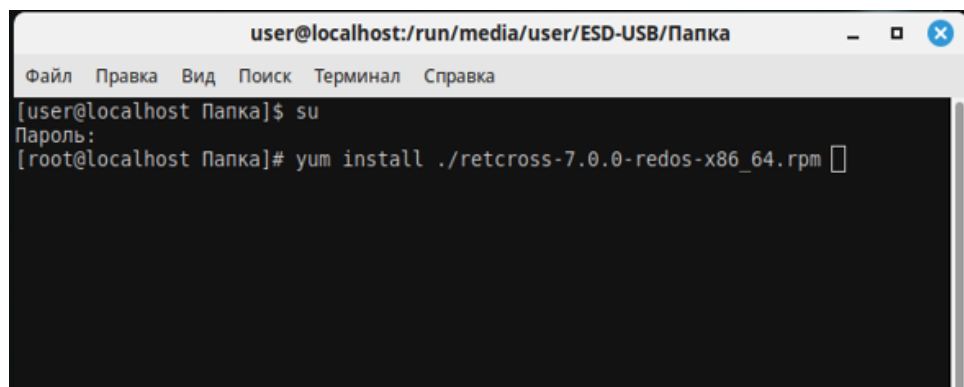 user@localhost:/run/media/user/ESD-USB/Папка
Файл Правка Вид Поиск Терминал Справка
[user@localhost Папка]$ su
Пароль:
[root@localhost Папка]# yum install ./retcross-7.0.0-redos-x86_64.rpm